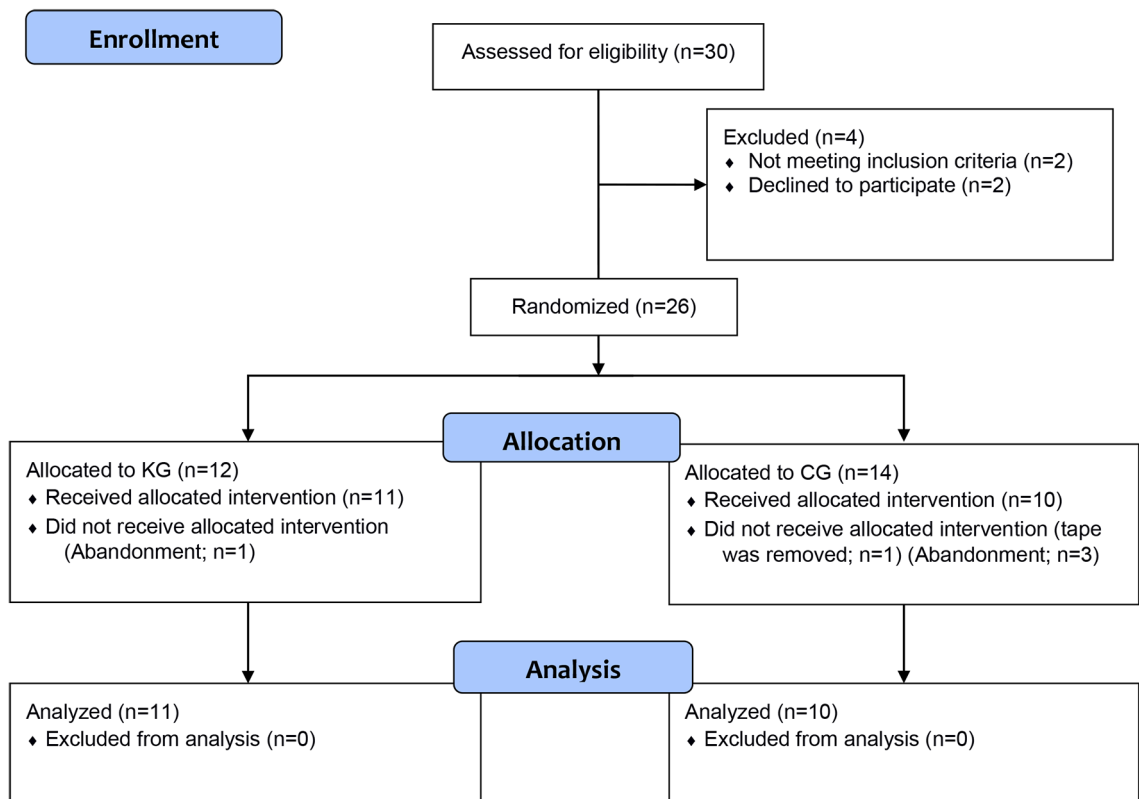 Enrollment
Assessed for eligibility (n=30)
Excluded (n=4)
♦ Not meeting inclusion criteria (n=2)
♦ Declined to participate (n=2)
Randomized (n=26)
Allocation
Allocated to KG (n=12)
♦ Received allocated intervention (n=11)
♦ Did not receive allocated intervention
(Abandonment; n=1)
Allocated to CG (n=14)
♦ Received allocated intervention (n=10)
♦ Did not receive allocated intervention (tape
was removed; n=1) (Abandonment; n=3)
Analysis
Analyzed (n=11)
♦ Excluded from analysis (n=0)
Analyzed (n=10)
♦ Excluded from analysis (n=0)